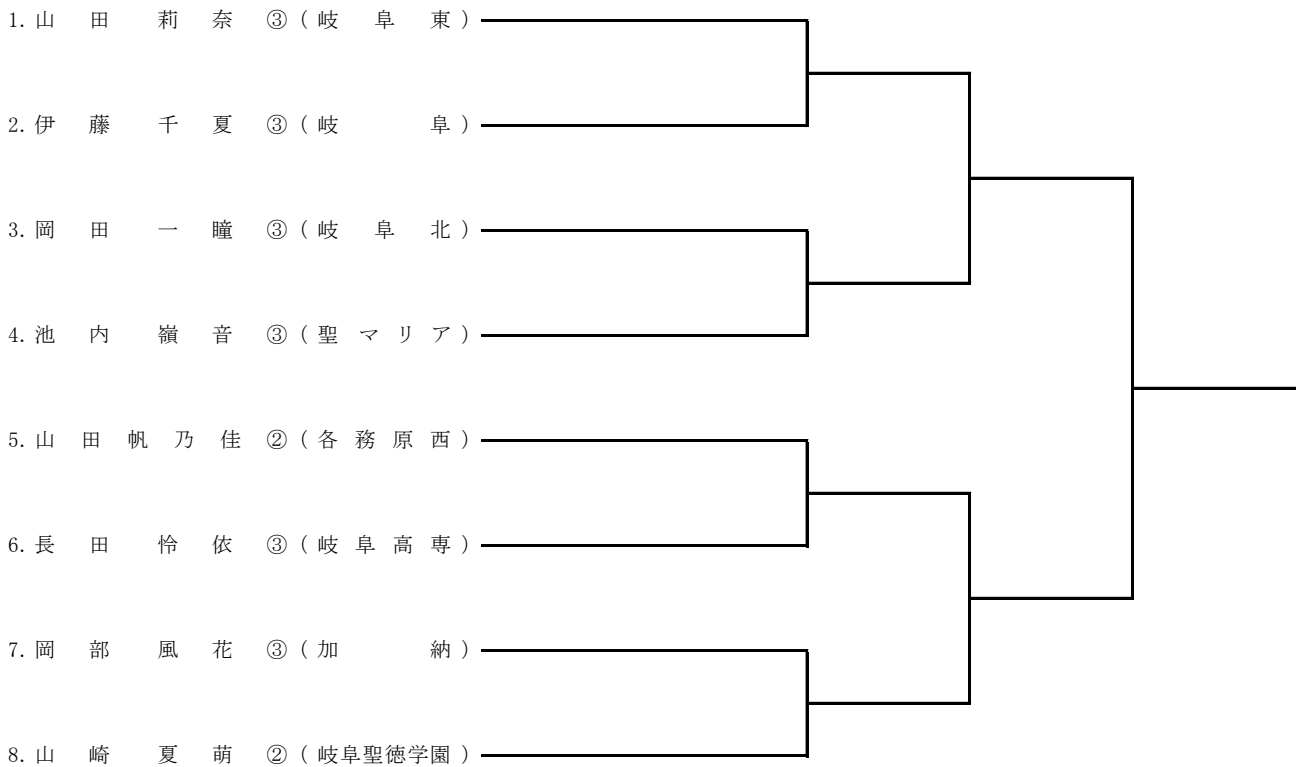 1. 山田 莉奈 ③ ( 岐阜東 )
2. 伊藤 千夏 ③ ( 岐阜 )
3. 岡田 一瞳 ③ ( 岐阜北 )
4. 池内 嶺音 ③ ( 聖マリア )
5. 山田帆乃佳 ② ( 各務原西 )
6. 長田 怜依 ③ ( 岐阜高専 )
7. 岡部 風花 ③ ( 加納 )
8. 山崎 夏萌 ② ( 岐阜聖徳学園 )